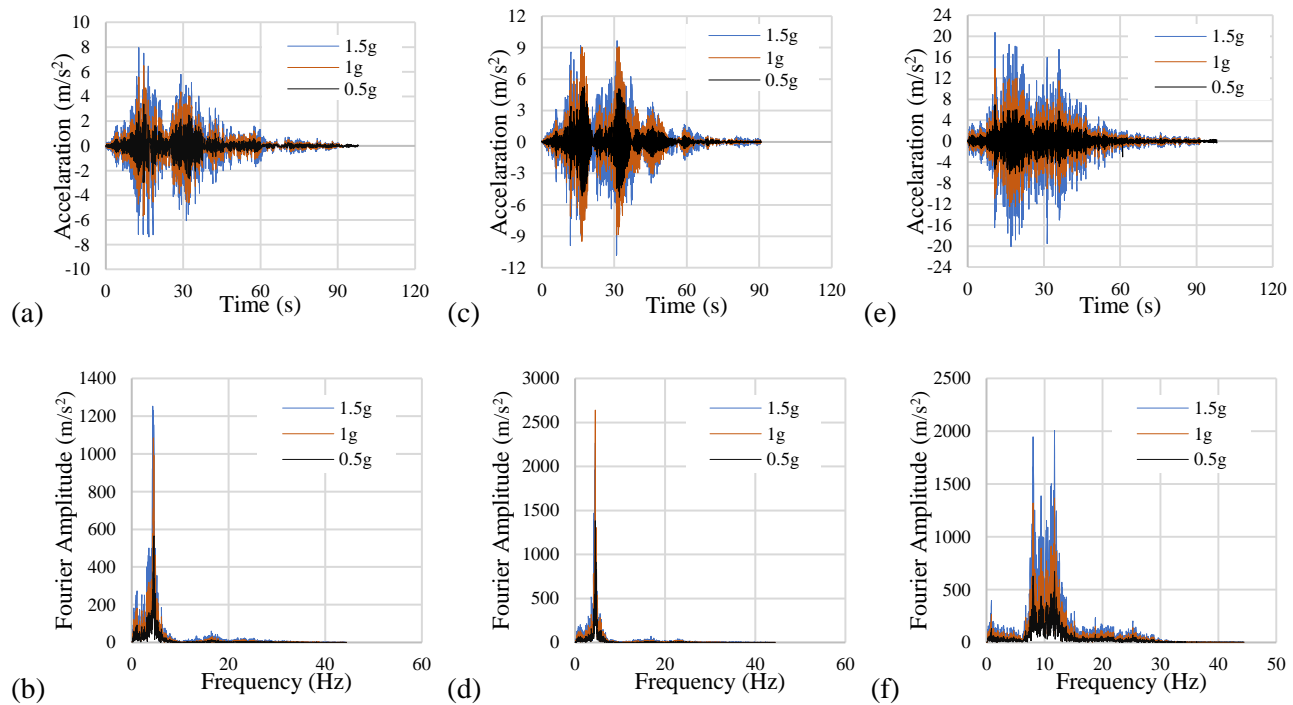 10
8
6
4
2
0
-2
-4
-6
-8
-10
0 30 60 90 120
Accelaration (m/s²)
Time (s)
1.5g
1g
0.5g
(a)
12
9
6
3
0
-3
-6
-9
-12
0 30 60 90 120
Accelaration (m/s²)
Time (s)
1.5g
1g
0.5g
(c)
24
20
16
12
8
4
0
-4
-8
-12
-16
-20
-24
0 30 60 90 120
Accelaration (m/s²)
Time (s)
1.5g
1g
0.5g
(e)
1400
1200
1000
800
600
400
200
0
0 20 40 60
Fourier Amplitude (m/s²)
Frequency (Hz)
1.5g
1g
0.5g
(b)
3000
2500
2000
1500
1000
500
0
0 20 40 60
Fourier Amplitude (m/s²)
Frequency (Hz)
1.5g
1g
0.5g
(d)
2500
2000
1500
1000
500
0
0 10 20 30 40 50
Fourier Amplitude (m/s²)
Frequency (Hz)
1.5g
1g
0.5g
(f)